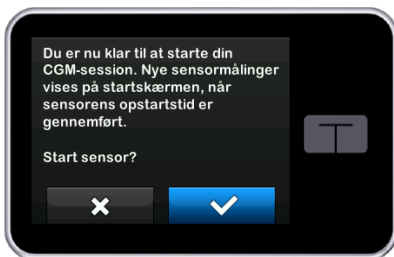 Du er nu klar til at starte din
CGM-session. Nye sensormålinger
vises på startskærmen, når
sensorens opstartstid er
gennemført.
Start sensor?